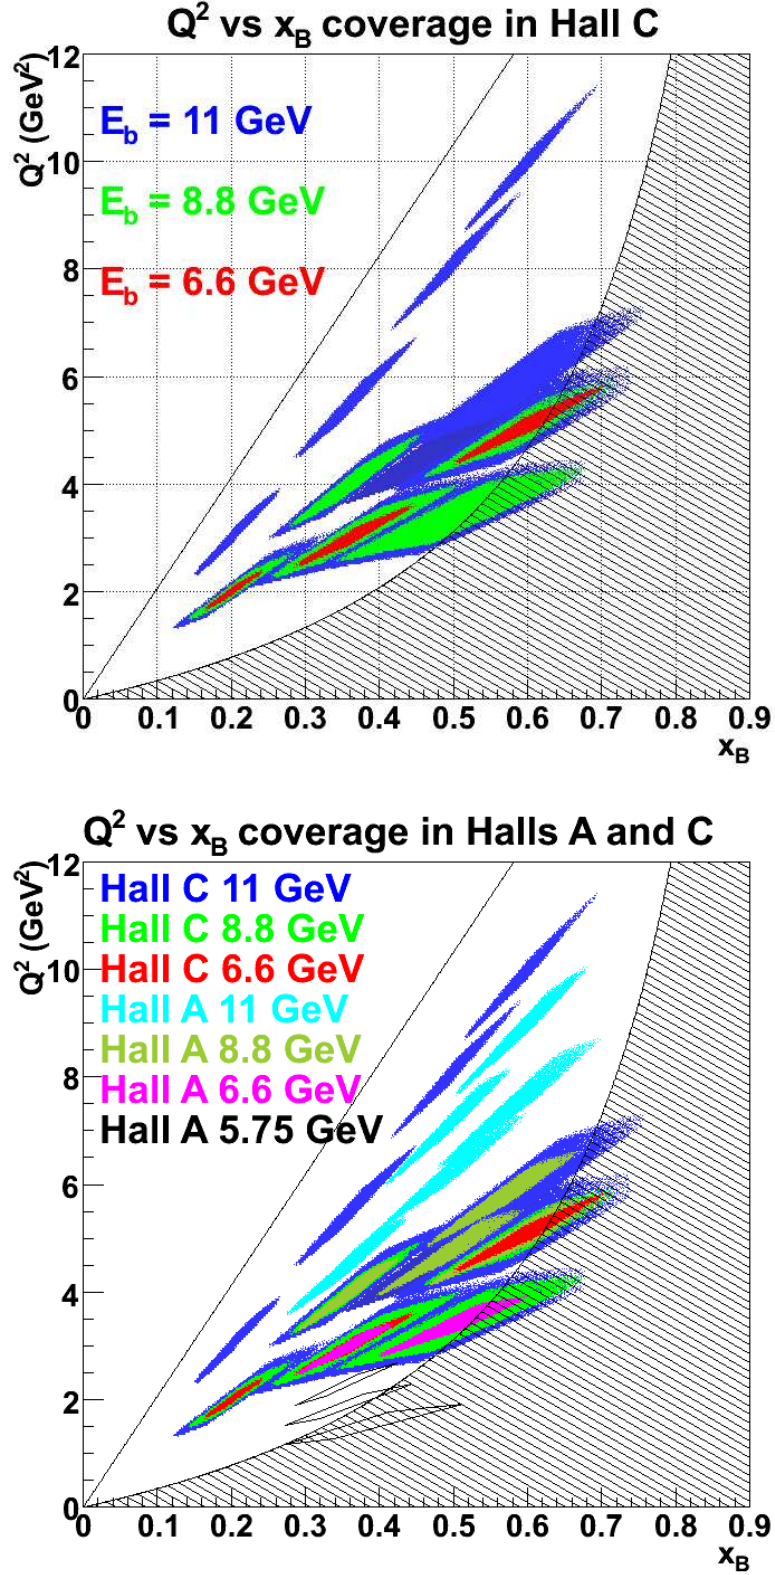 Q² vs x_B coverage in Hall C
Q² (GeV²)
12
10
8
6
4
2
0
E_b = 11 GeV
E_b = 8.8 GeV
E_b = 6.6 GeV
0 0.1 0.2 0.3 0.4 0.5 0.6 0.7 0.8 0.9
x_B
Q² vs x_B coverage in Halls A and C
Q² (GeV²)
12
10
8
6
4
2
0
Hall C 11 GeV
Hall C 8.8 GeV
Hall C 6.6 GeV
Hall A 11 GeV
Hall A 8.8 GeV
Hall A 6.6 GeV
Hall A 5.75 GeV
0 0.1 0.2 0.3 0.4 0.5 0.6 0.7 0.8 0.9
x_B